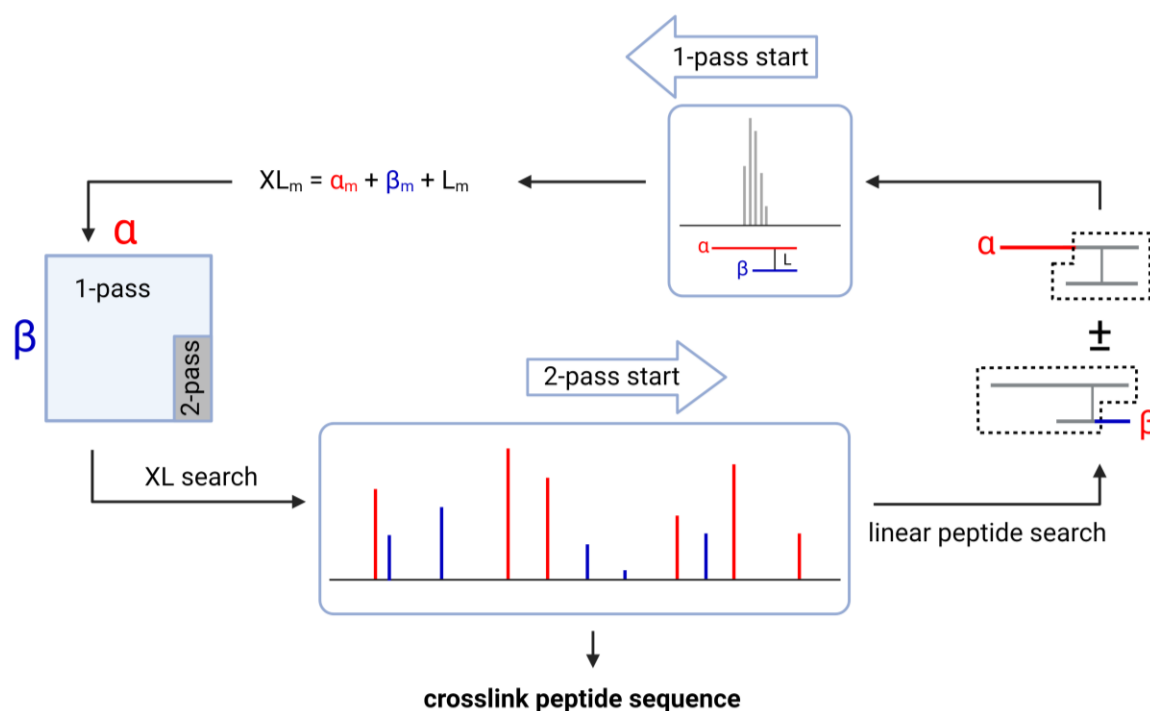 1-pass start
XLₘ = αₘ + βₘ + Lₘ
α
β
L
α
±
β
α
1-pass
β
2-pass
2-pass start
XL search
linear peptide search
crosslink peptide sequence